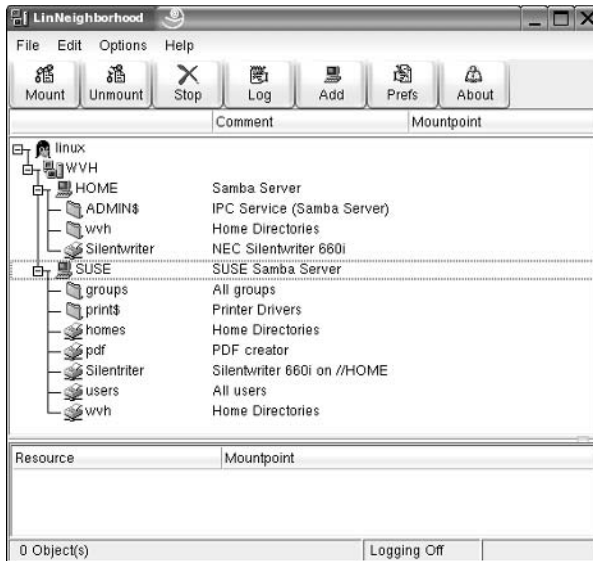 LinNeighborhood
File Edit Options Help
Mount Unmount Stop Log Add Prefs About
Comment Mountpoint
linux
WVH
HOME Samba Server
ADMIN$ IPC Service (Samba Server)
wvh Home Directories
Silentwriter NEC Silentwriter 660i
SUSE SUSE Samba Server
groups All groups
print$ Printer Drivers
homes Home Directories
pdf PDF creator
Silentriter Silentwriter 660i on //HOME
users All users
wvh Home Directories
Resource Mountpoint
0 Object(s) Logging Off